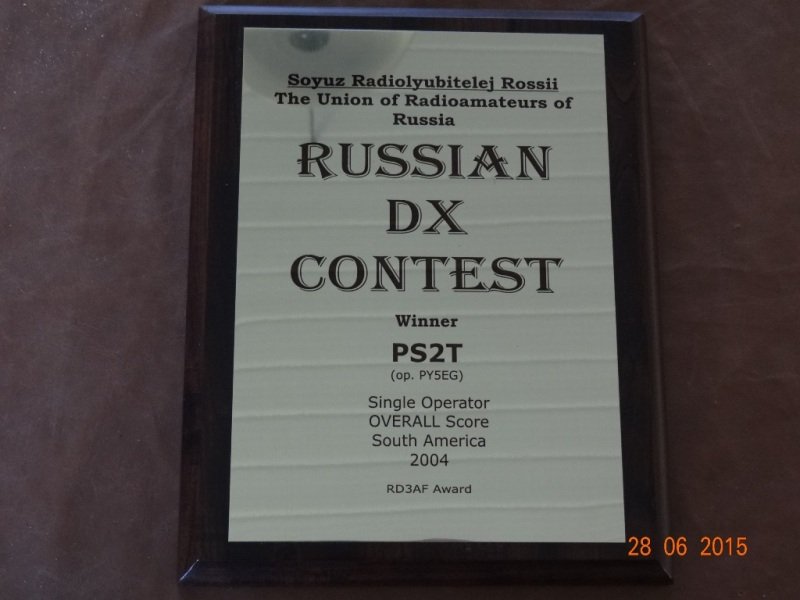 Soyuz Radiolyubitelej Rossii
The Union of Radioamateurs of
Russia
RUSSIAN
DX
CONTEST
Winner
PS2T
(op. PY5EG)
Single Operator
OVERALL Score
South America
2004
RD3AF Award
28 06 2015